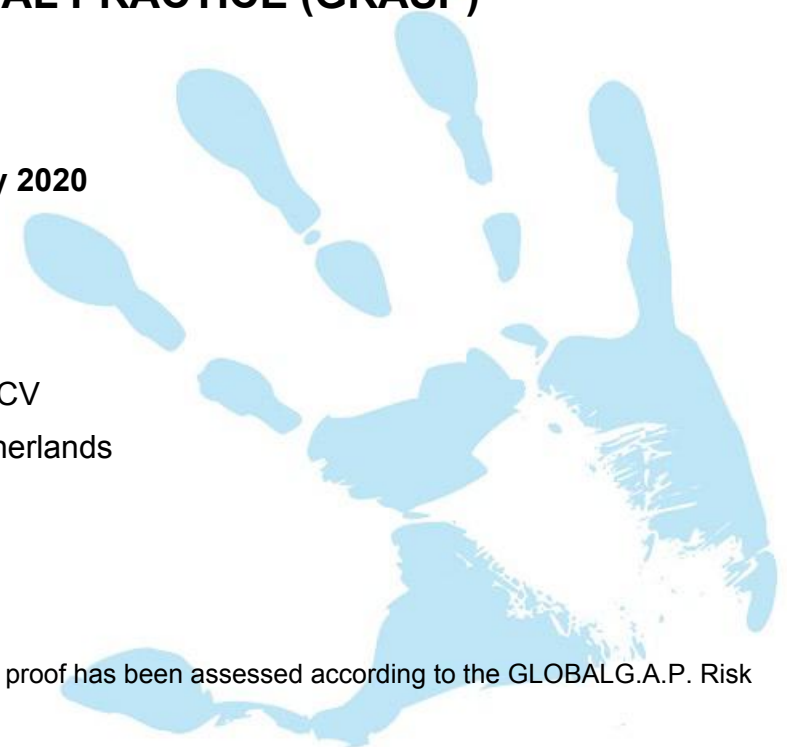 AL PRACTICE (GRASP)
y 2020
CV
herlands
proof has been assessed according to the GLOBALG.A.P. Risk